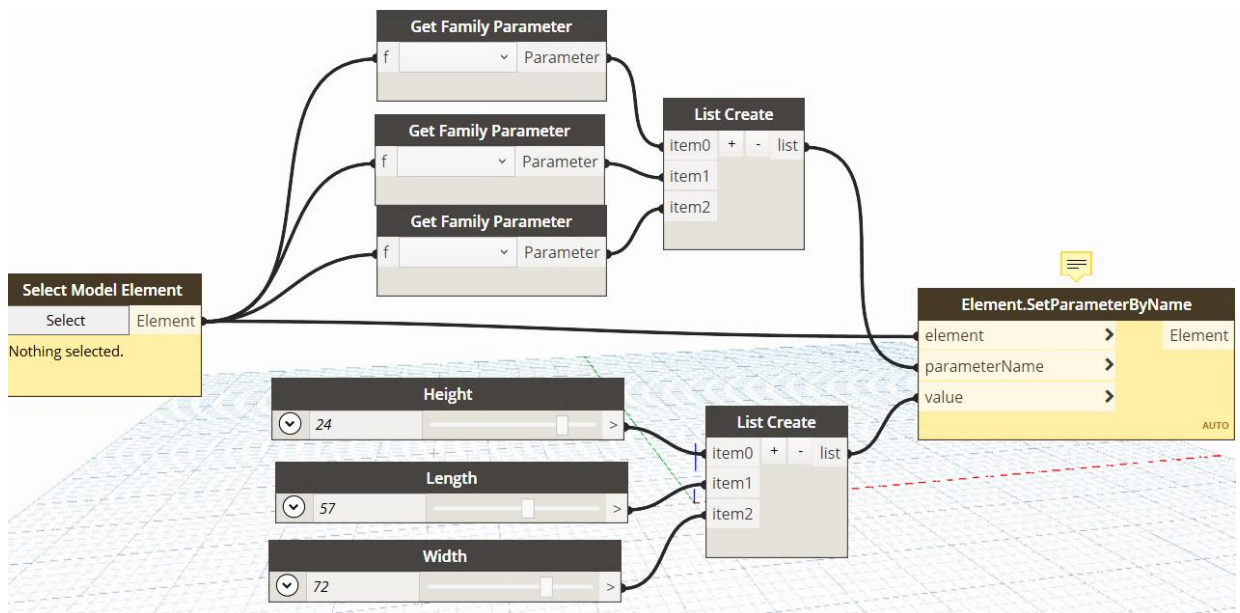 Get Family Parameter
f Parameter
Get Family Parameter
f Parameter
Get Family Parameter
f Parameter
List Create
item0 + - list
item1
item2
Select Model Element
Select Element
Nothing selected.
Element.SetParameterByName
element > Element
parameterName >
value >
AUTO
Height
24 >
Length
57 >
Width
72 >
List Create
item0 + - list
item1
item2